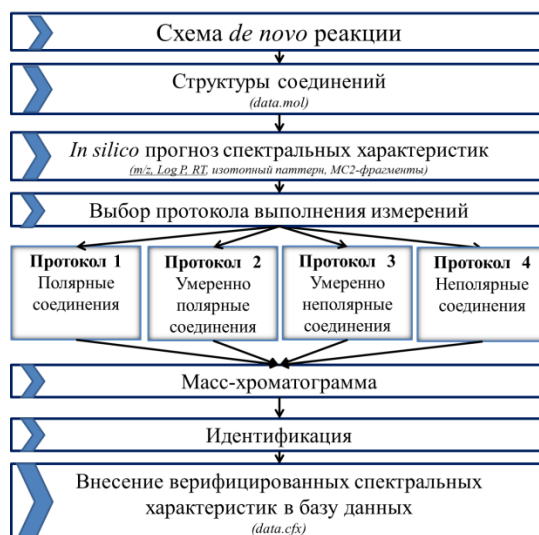 Схема de novo реакции
Структуры соединений
(data.mol)
In silico прогноз спектральных характеристик
(m/z, Log P, RT, изотопный паттерн, МС2-фрагменты)
Выбор протокола выполнения измерений
Протокол 1
Полярные
соединения
Протокол 2
Умеренно
полярные
соединения
Протокол 3
Умеренно
неполярные
соединения
Протокол 4
Неполярные
соединения
Масс-хроматограмма
Идентификация
Внесение верифицированных спектральных
характеристик в базу данных
(data.cfx)